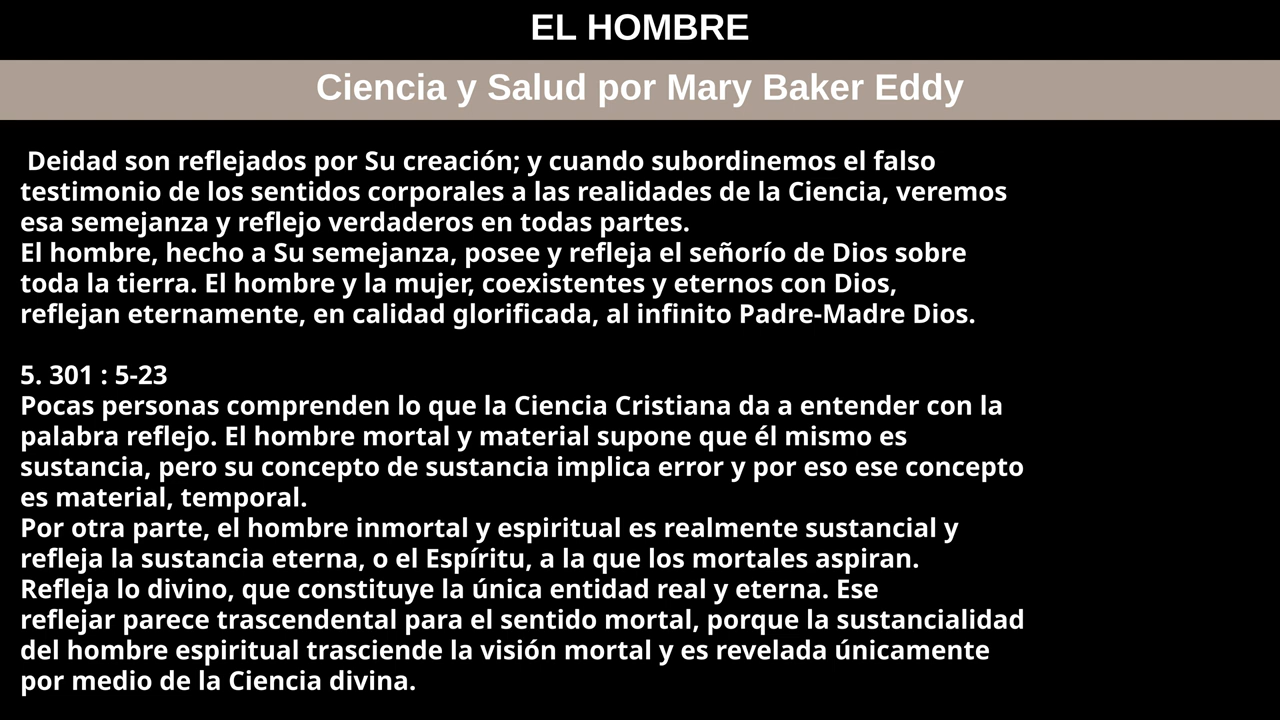 EL HOMBRE
Ciencia y Salud por Mary Baker Eddy
Deidad son reflejados por Su creación; y cuando subordinemos el falso
testimonio de los sentidos corporales a las realidades de la Ciencia, veremos
esa semejanza y reflejo verdaderos en todas partes.
El hombre, hecho a Su semejanza, posee y refleja el señorío de Dios sobre
toda la tierra. El hombre y la mujer, coexistentes y eternos con Dios,
reflejan eternamente, en calidad glorificada, al infinito Padre-Madre Dios.
5. 301 : 5-23
Pocas personas comprenden lo que la Ciencia Cristiana da a entender con la
palabra reflejo. El hombre mortal y material supone que él mismo es
sustancia, pero su concepto de sustancia implica error y por eso ese concepto
es material, temporal.
Por otra parte, el hombre inmortal y espiritual es realmente sustancial y
refleja la sustancia eterna, o el Espíritu, a la que los mortales aspiran.
Refleja lo divino, que constituye la única entidad real y eterna. Ese
reflejar parece trascendental para el sentido mortal, porque la sustancialidad
del hombre espiritual trasciende la visión mortal y es revelada únicamente
por medio de la Ciencia divina.